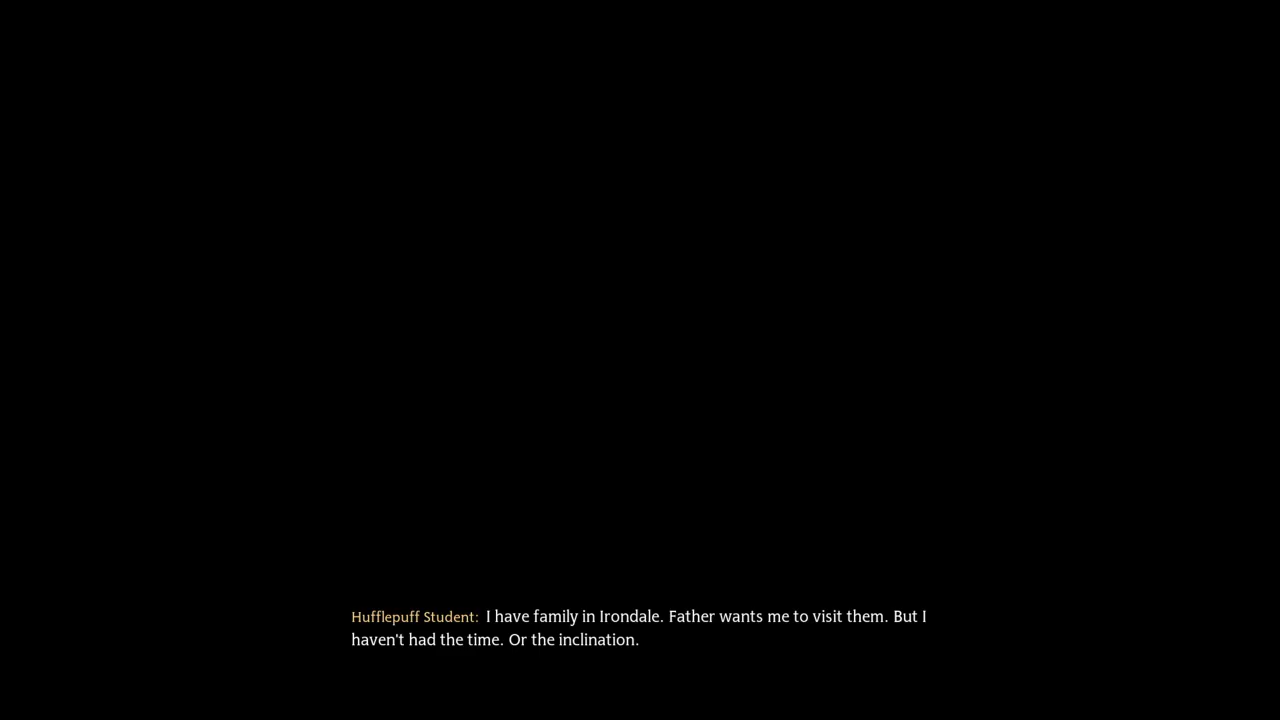 Hufflepuff Student: I have family in Irondale. Father wants me to visit them. But I
haven't had the time. Or the inclination.